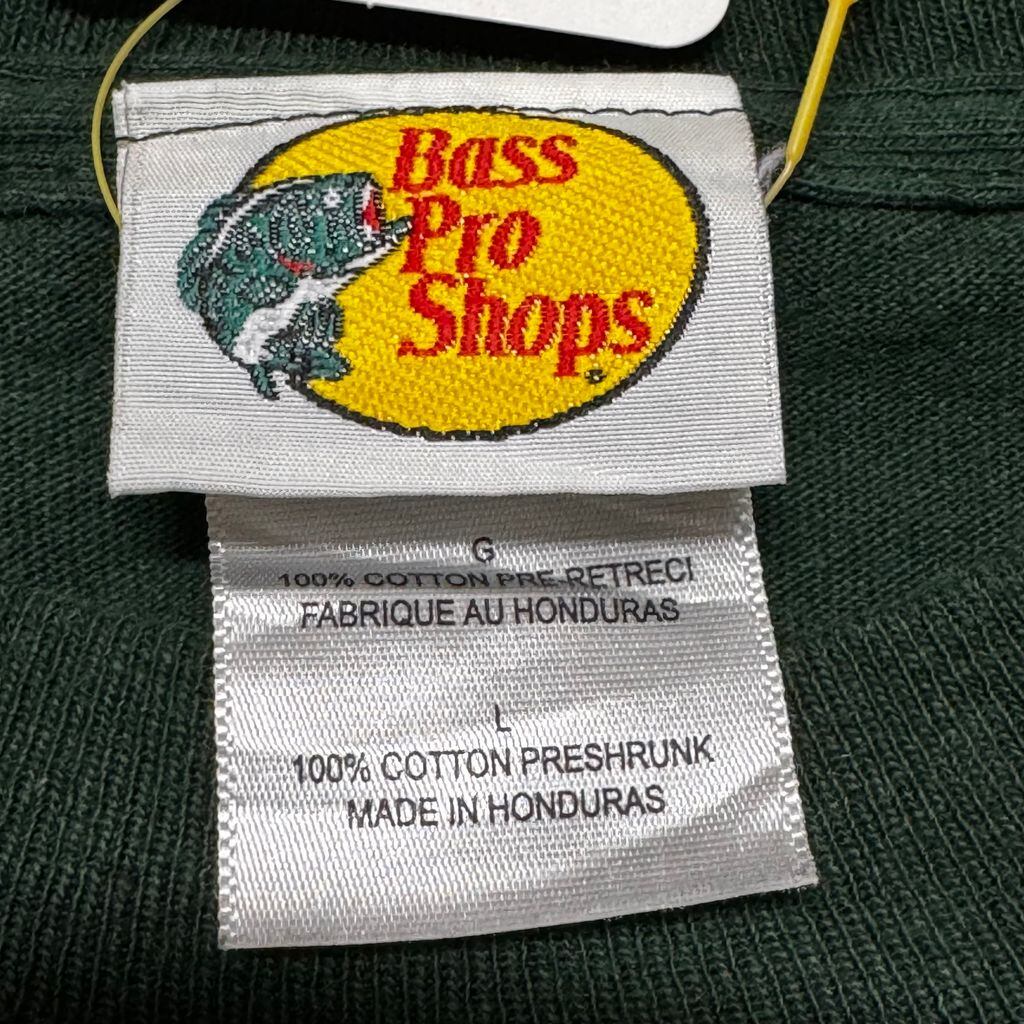 Bass
Pro
Shops
G
100% COTTON PRE-RETRECI
FABRIQUE AU HONDURAS
L
100% COTTON PRESHRUNK
MADE IN HONDURAS